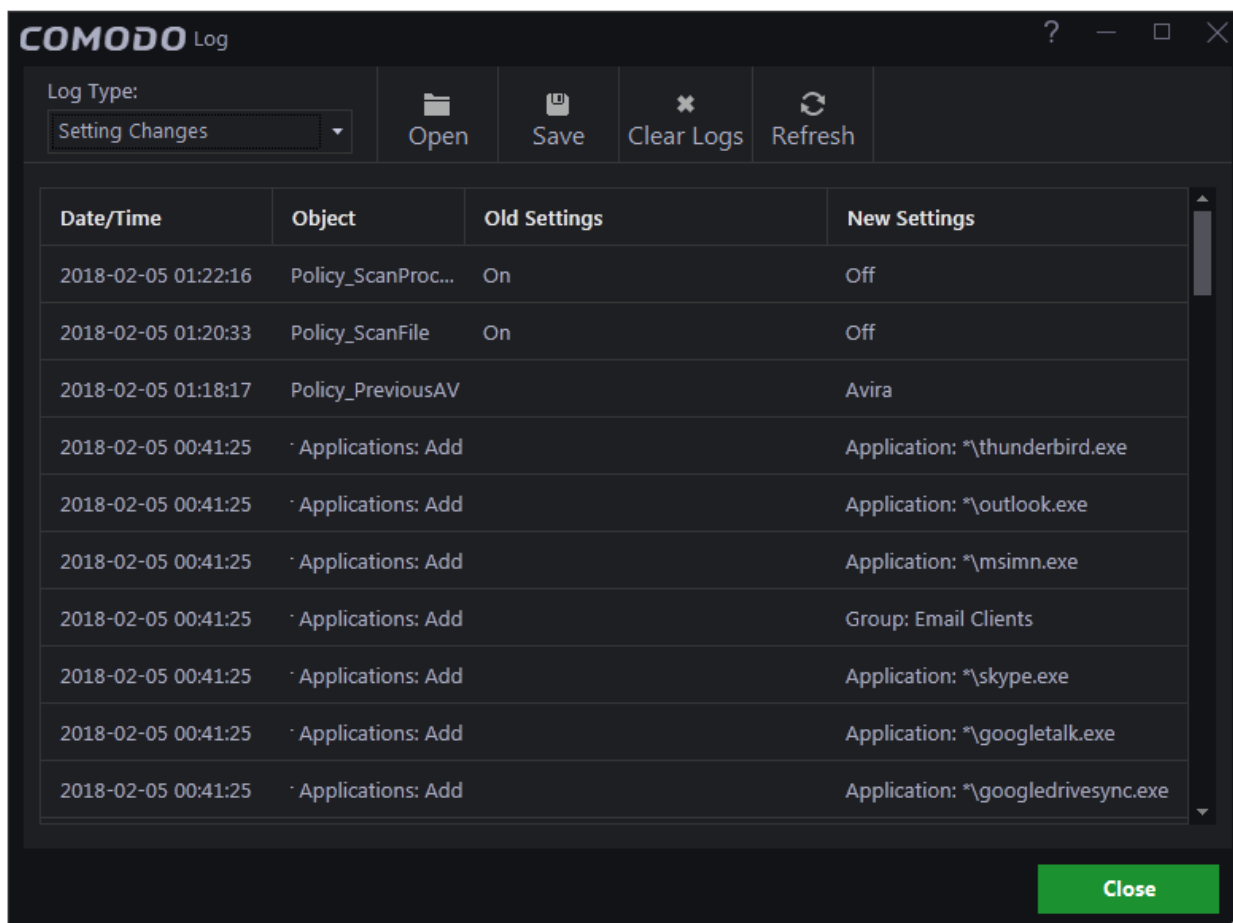 COMODO Log
?
Log Type:
Setting Changes
Open
Save
Clear Logs
Refresh
Date/Time Object Old Settings New Settings
2018-02-05 01:22:16 Policy_ScanProc... On Off
2018-02-05 01:20:33 Policy_ScanFile On Off
2018-02-05 01:18:17 Policy_PreviousAV Avira
2018-02-05 00:41:25 Applications: Add Application: *\thunderbird.exe
2018-02-05 00:41:25 Applications: Add Application: *\outlook.exe
2018-02-05 00:41:25 Applications: Add Application: *\msimn.exe
2018-02-05 00:41:25 Applications: Add Group: Email Clients
2018-02-05 00:41:25 Applications: Add Application: *\skype.exe
2018-02-05 00:41:25 Applications: Add Application: *\googletalk.exe
2018-02-05 00:41:25 Applications: Add Application: *\googledrivesync.exe
Close